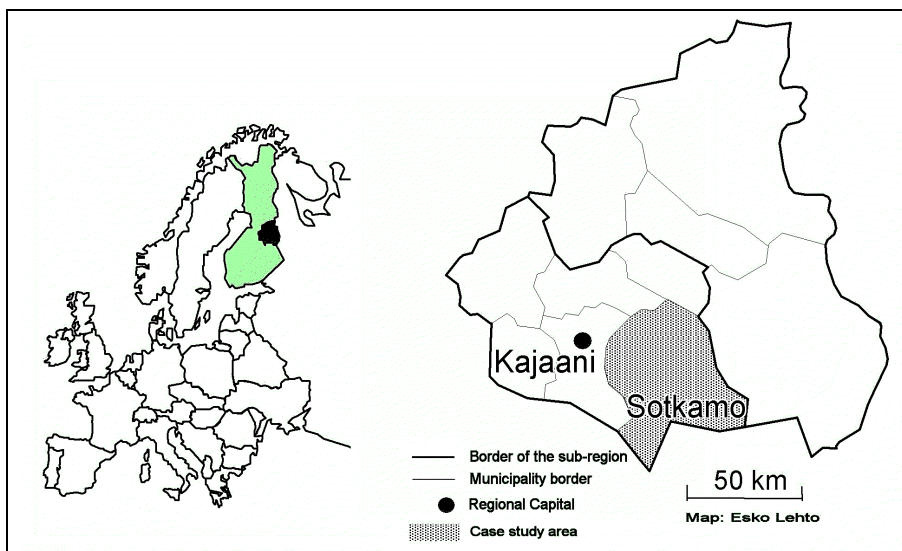 Kajaani
Sotkamo
Border of the sub-region
Municipality border
Regional Capital
Case study area
50 km
Map: Esko Lehto